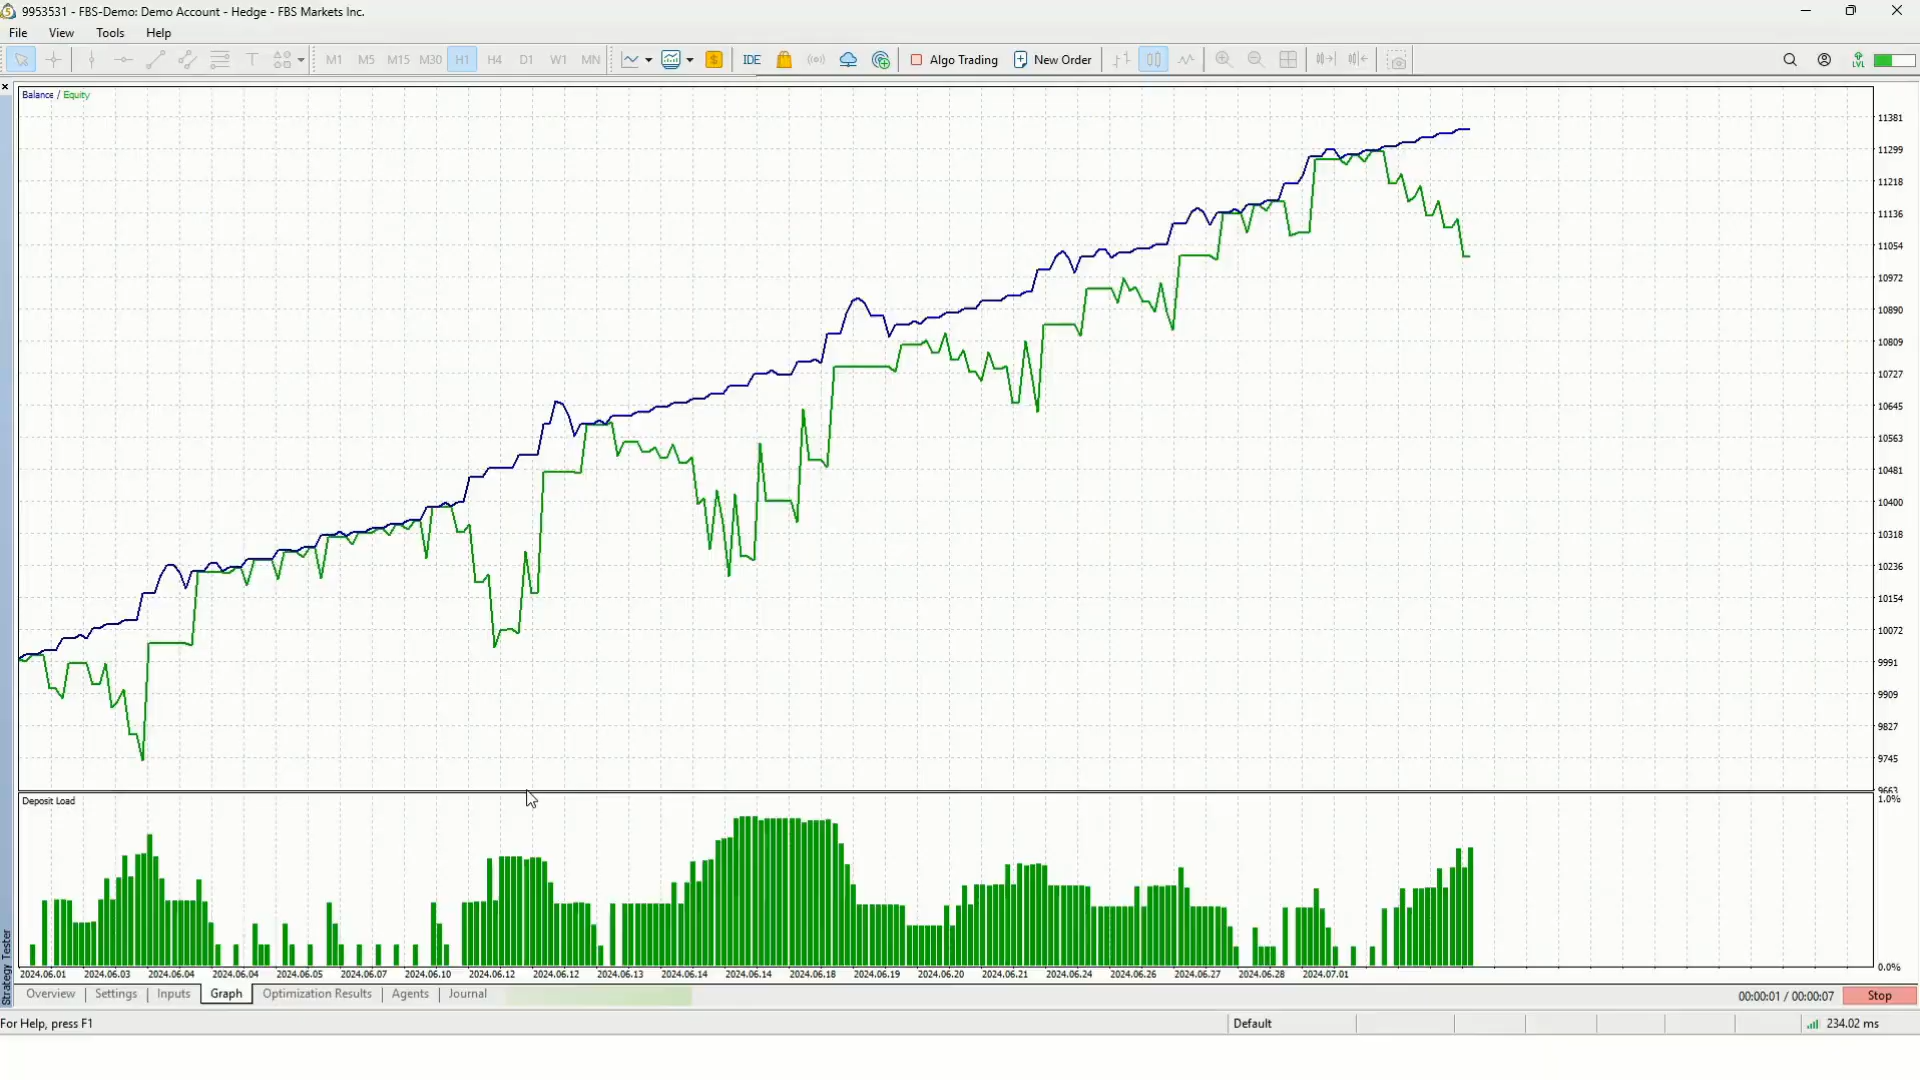 9953531 - FBS-Demo: Demo Account - Hedge - FBS Markets Inc.
File View Tools Help
M1 M5 M15 M30 H1 H4 D1 W1 MN IDE Algo Trading New Order LVL
Balance / Equity
11381
11299
11218
11136
11054
10972
10890
10809
10727
10645
10563
10481
10400
10318
10236
10154
10072
9991
9909
9827
9745
9663
Deposit Load
1.0%
0.0%
2024.06.01 2024.06.03 2024.06.04 2024.06.04 2024.06.05 2024.06.07 2024.06.10 2024.06.12 2024.06.12 2024.06.13 2024.06.14 2024.06.14 2024.06.18 2024.06.19 2024.06.20 2024.06.21 2024.06.24 2024.06.26 2024.06.27 2024.06.28 2024.07.01
Strategy Tester
Overview Settings Inputs Graph Optimization Results Agents Journal 00:00:01 / 00:00:07 Stop
For Help, press F1 Default 234.02 ms